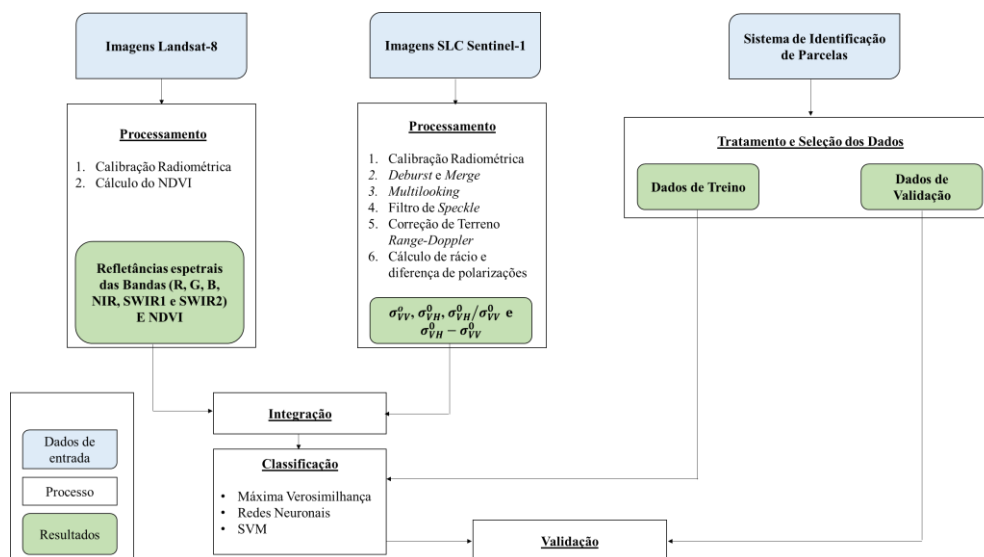 Imagens Landsat-8
Imagens SLC Sentinel-1
Sistema de Identificação
de Parcelas
Processamento
1. Calibração Radiométrica
2. Cálculo do NDVI
Refletâncias espetrais
das Bandas (R, G, B,
NIR, SWIR1 e SWIR2)
E NDVI
Processamento
1. Calibração Radiométrica
2. Deburst e Merge
3. Multilooking
4. Filtro de Speckle
5. Correção de Terreno
Range-Doppler
6. Cálculo de rácio e
diferença de polarizações
σ⁰VV, σ⁰VH, σ⁰VH/σ⁰VV e
σ⁰VH − σ⁰VV
Tratamento e Seleção dos Dados
Dados de Treino
Dados de
Validação
Integração
Classificação
• Máxima Verosimilhança
• Redes Neuronais
• SVM
Validação
Dados de
entrada
Processo
Resultados